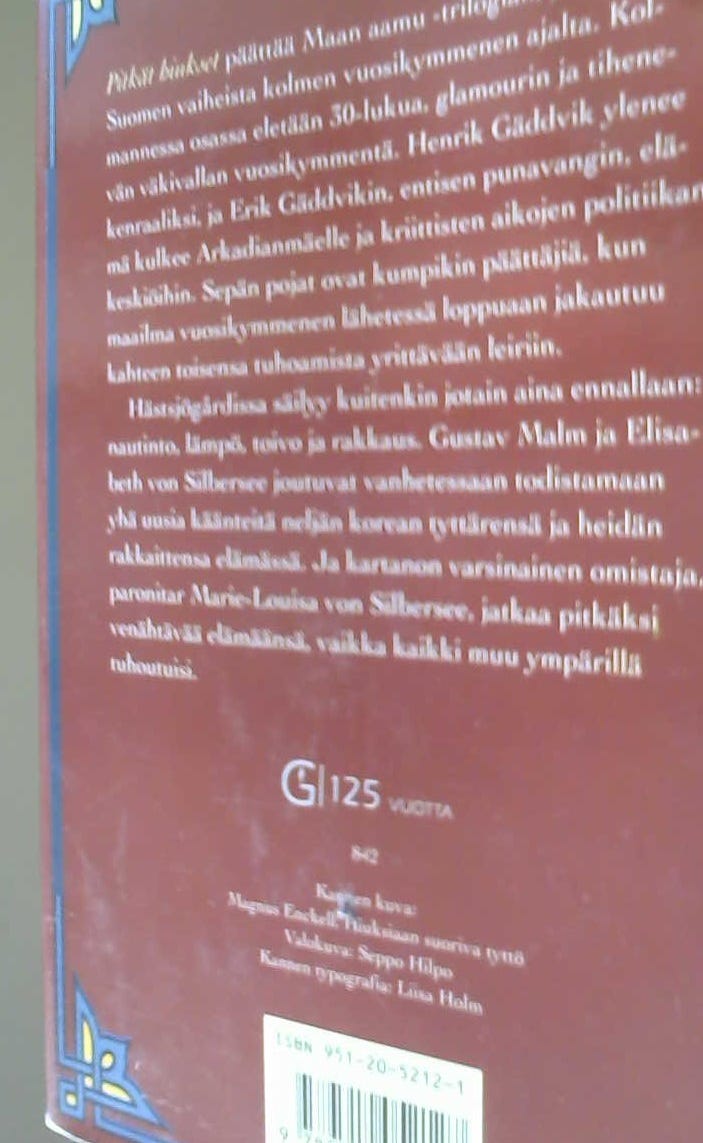 Pitkät hiukset päättää Maan aamu -trilogian
Suomen vaiheista kolmen vuosikymmenen ajalta. Kol-
mannessa osassa eletään 30-lukua, glamourin ja tihene-
vän väkivallan vuosikymmentä. Henrik Gäddvik ylenee
kenraaliksi, ja Erik Gäddvikin, entisen punavangin, elä-
mä kulkee Arkadianmäelle ja kriittisten aikojen politiikan
keskiöihin. Sepän pojat ovat kumpikin päättäjiä, kun
maailma vuosikymmenen lähetessä loppuaan jakautuu
kahteen toisensa tuhoamista yrittävään leiriin.
Hästsjögårdissa säilyy kuitenkin jotain aina ennallaan:
nautinto, lämpö, toivo ja rakkaus. Gustav Malm ja Elisa-
beth von Silbersee joutuvat vanhetessaan todistamaan
yhä uusia käänteitä neljän korean tyttärensä ja heidän
rakkaittensa elämässä. Ja kartanon varsinainen omistaja,
paronitar Marie-Louisa von Silbersee, jatkaa pitkäksi
venähtävää elämäänsä, vaikka kaikki muu ympärillä
tuhoutuisi.
G 125 VUOTTA
842
Kannen kuva:
Magnus Enckell, Hiuksiaan suoriva tyttö
Valokuva: Seppo Hilpo
Kannen typografia: Liisa Holm
ISBN 951-20-5212-1